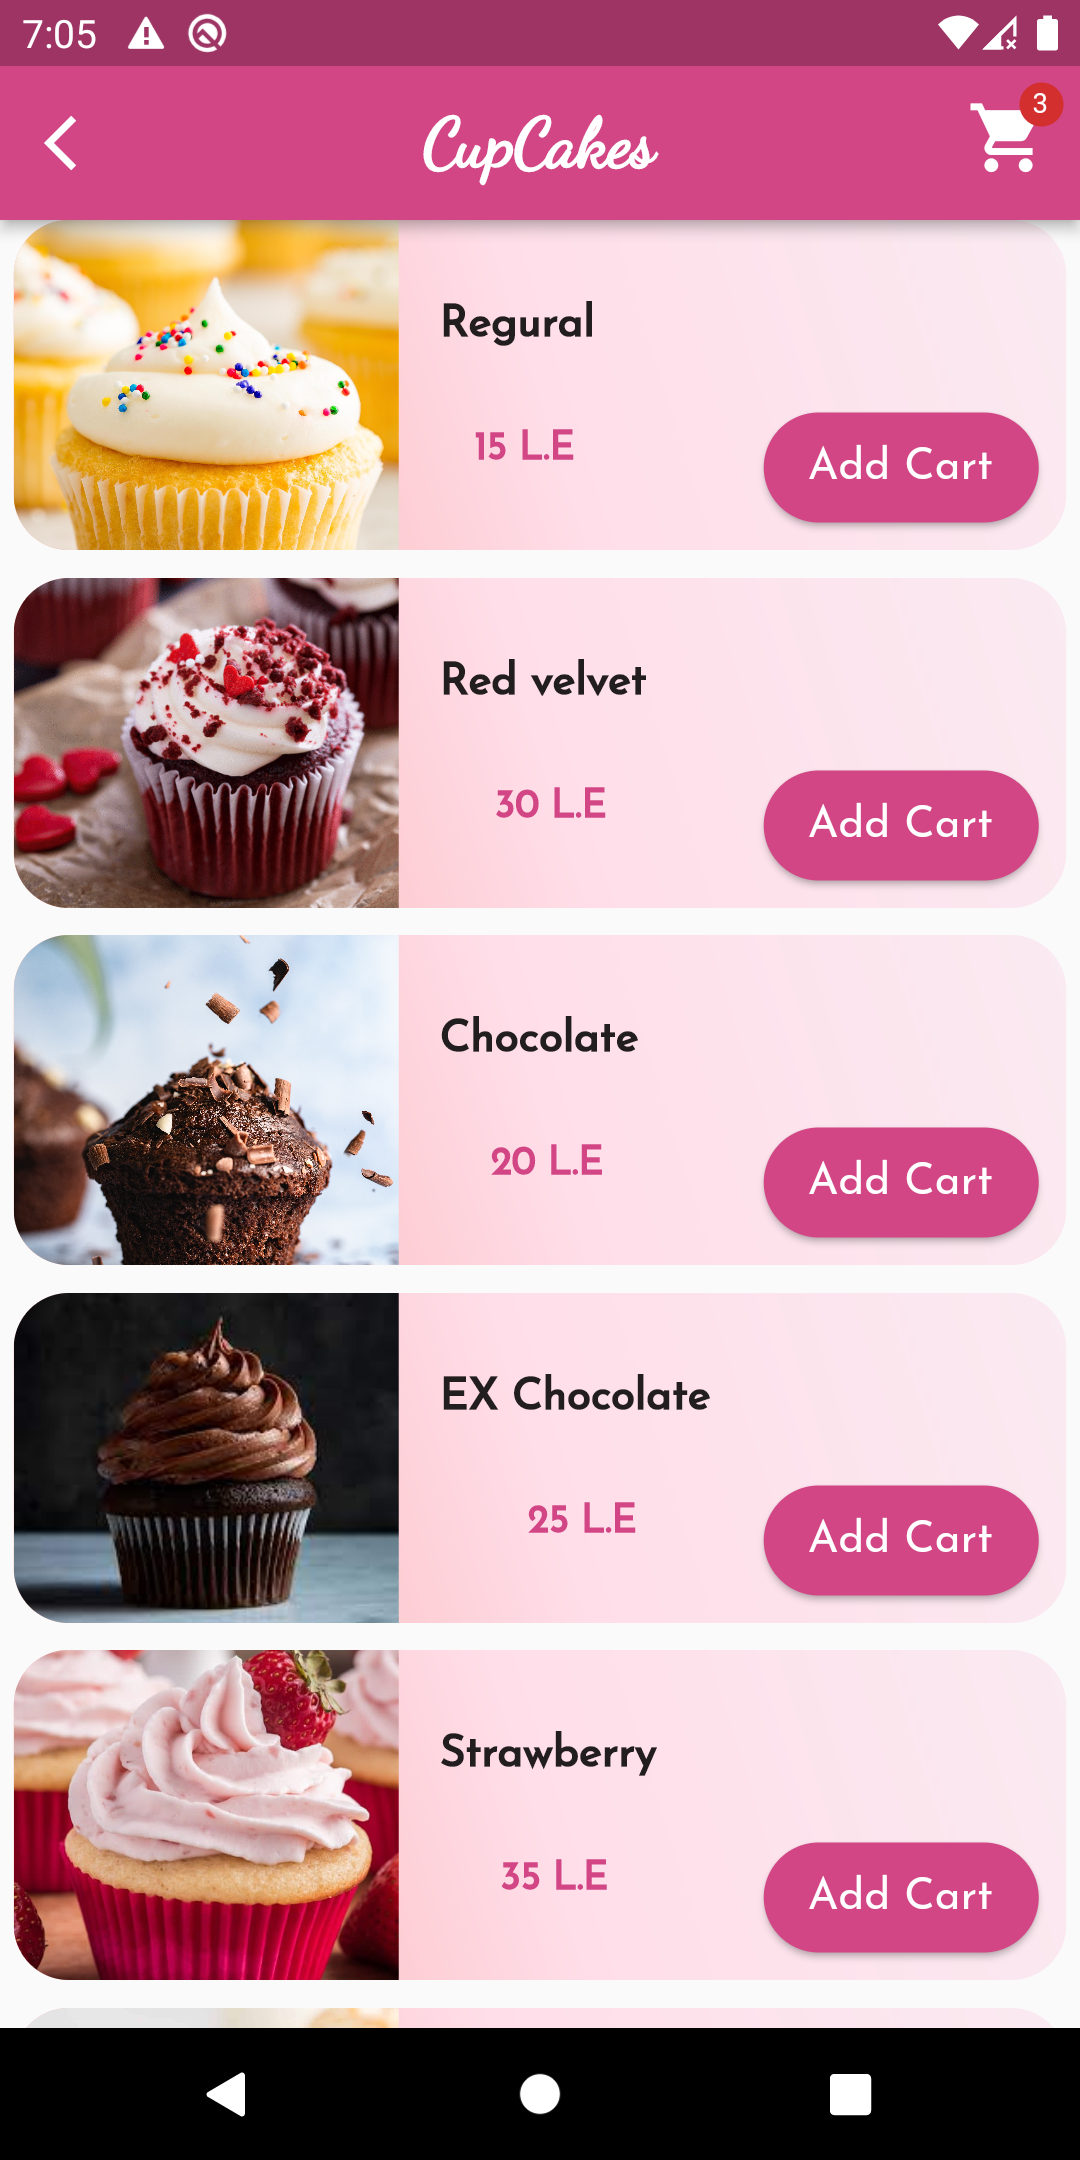 7:05
CupCakes
3
Regural
15 L.E
Add Cart
Red velvet
30 L.E
Add Cart
Chocolate
20 L.E
Add Cart
EX Chocolate
25 L.E
Add Cart
Strawberry
35 L.E
Add Cart